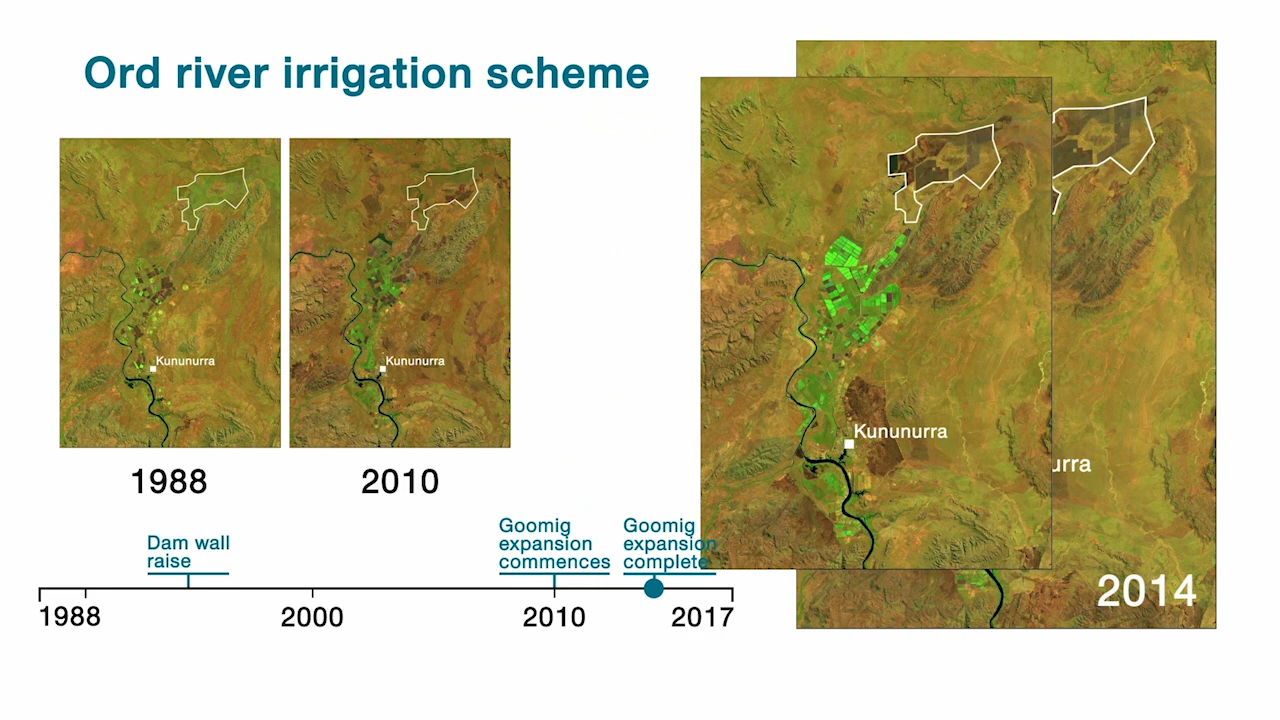 Ord river irrigation scheme
Kununurra
Kununurra
1988
2010
Kununurra
urra
2014
Dam wall
raise
Goomig
expansion
commences
Goomig
expansion
complete
1988
2000
2010
2017